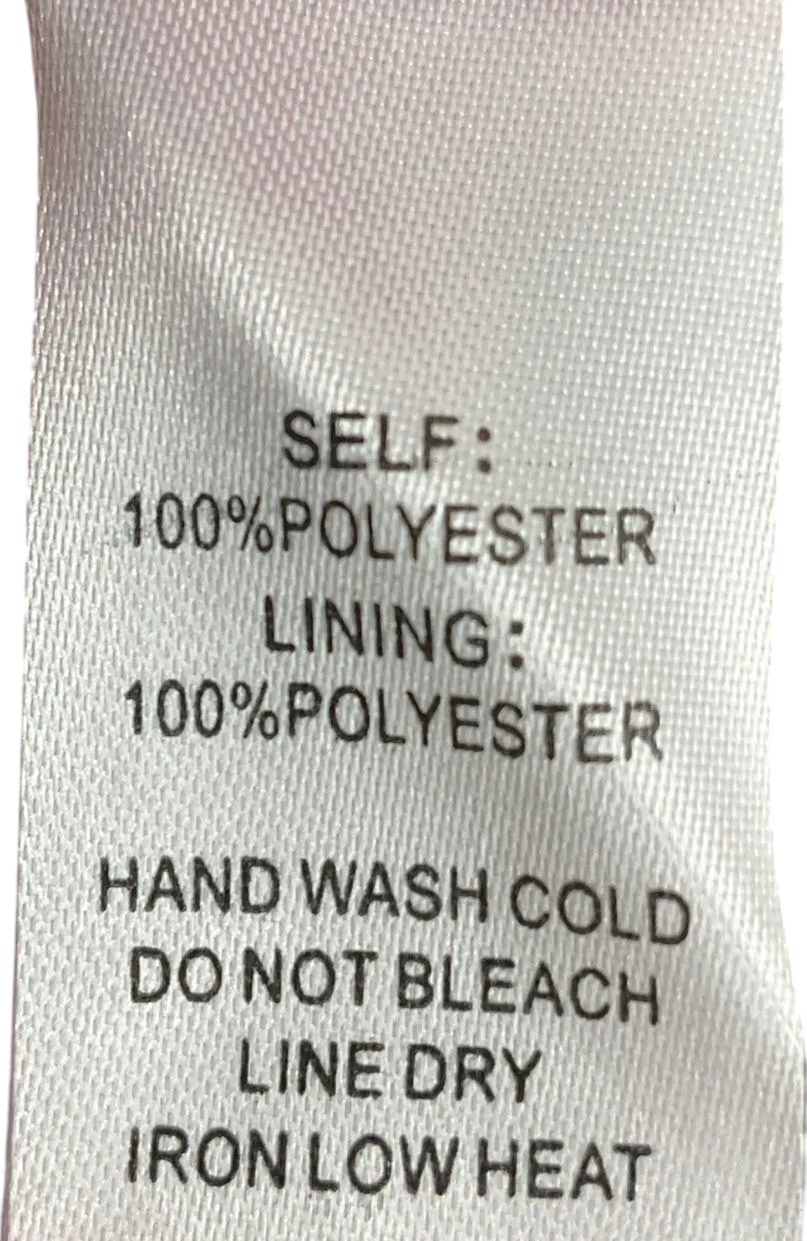 SELF:
100%POLYESTER
LINING:
100%POLYESTER
HAND WASH COLD
DO NOT BLEACH
LINE DRY
IRON LOW HEAT